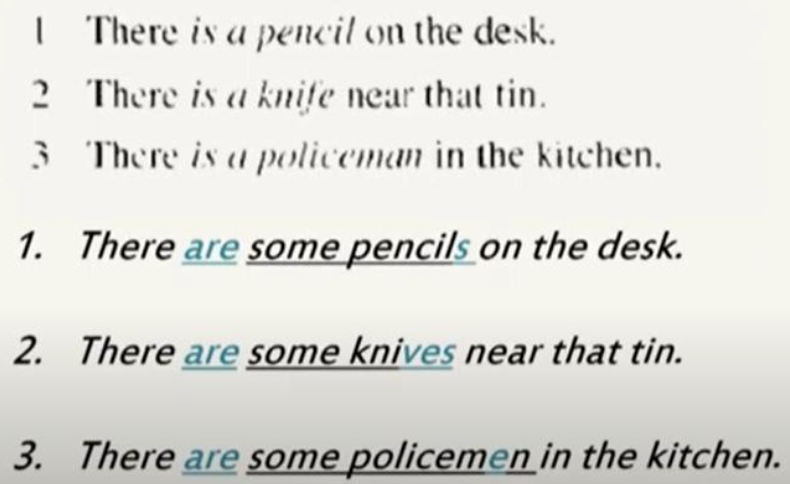 1 There is a pencil on the desk.
2 There is a knife near that tin.
3 There is a policeman in the kitchen.
1. There are some pencils on the desk.
2. There are some knives near that tin.
3. There are some policemen in the kitchen.